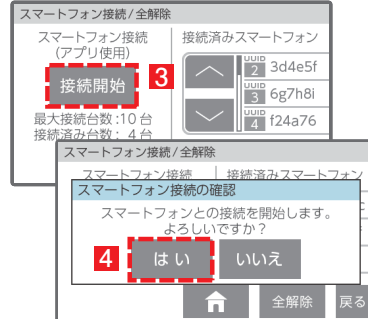 スマートフォン接続/全解除
スマートフォン接続
(アプリ使用)
接続開始
3
最大接続台数:10 台
接続済み台数: 4 台
接続済みスマートフォン
UUID 2 3d4e5f
UUID 3 6g7h8i
UUID 4 f24a76
スマートフォン接続/全解除
スマートフォン接続
接続済みスマートフォン
スマートフォン接続の確認
スマートフォンとの接続を開始します。
よろしいですか?
4
はい
いいえ
全解除
戻る